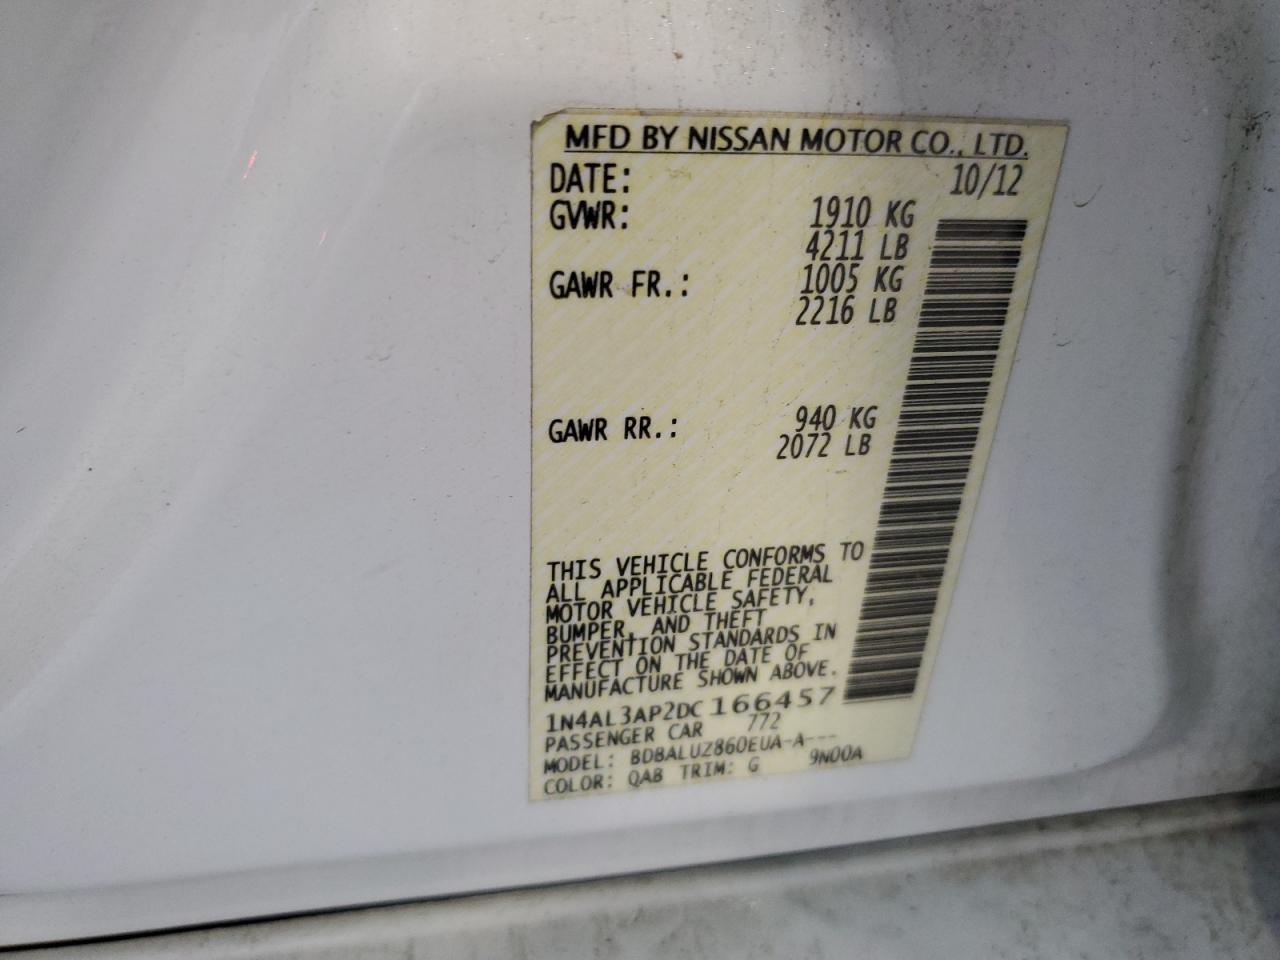 MFD BY NISSAN MOTOR CO., LTD.
DATE: 10/12
GVWR: 1910 KG
4211 LB
GAWR FR.: 1005 KG
2216 LB
GAWR RR.: 940 KG
2072 LB
THIS VEHICLE CONFORMS TO
ALL APPLICABLE FEDERAL
MOTOR VEHICLE SAFETY,
BUMPER, AND THEFT
PREVENTION STANDARDS IN
EFFECT ON THE DATE OF
MANUFACTURE SHOWN ABOVE.
1N4AL3AP2DC166457
PASSENGER CAR 772
MODEL: BDBALUZ860EUA-A---
COLOR: QAB TRIM: G 9N00A